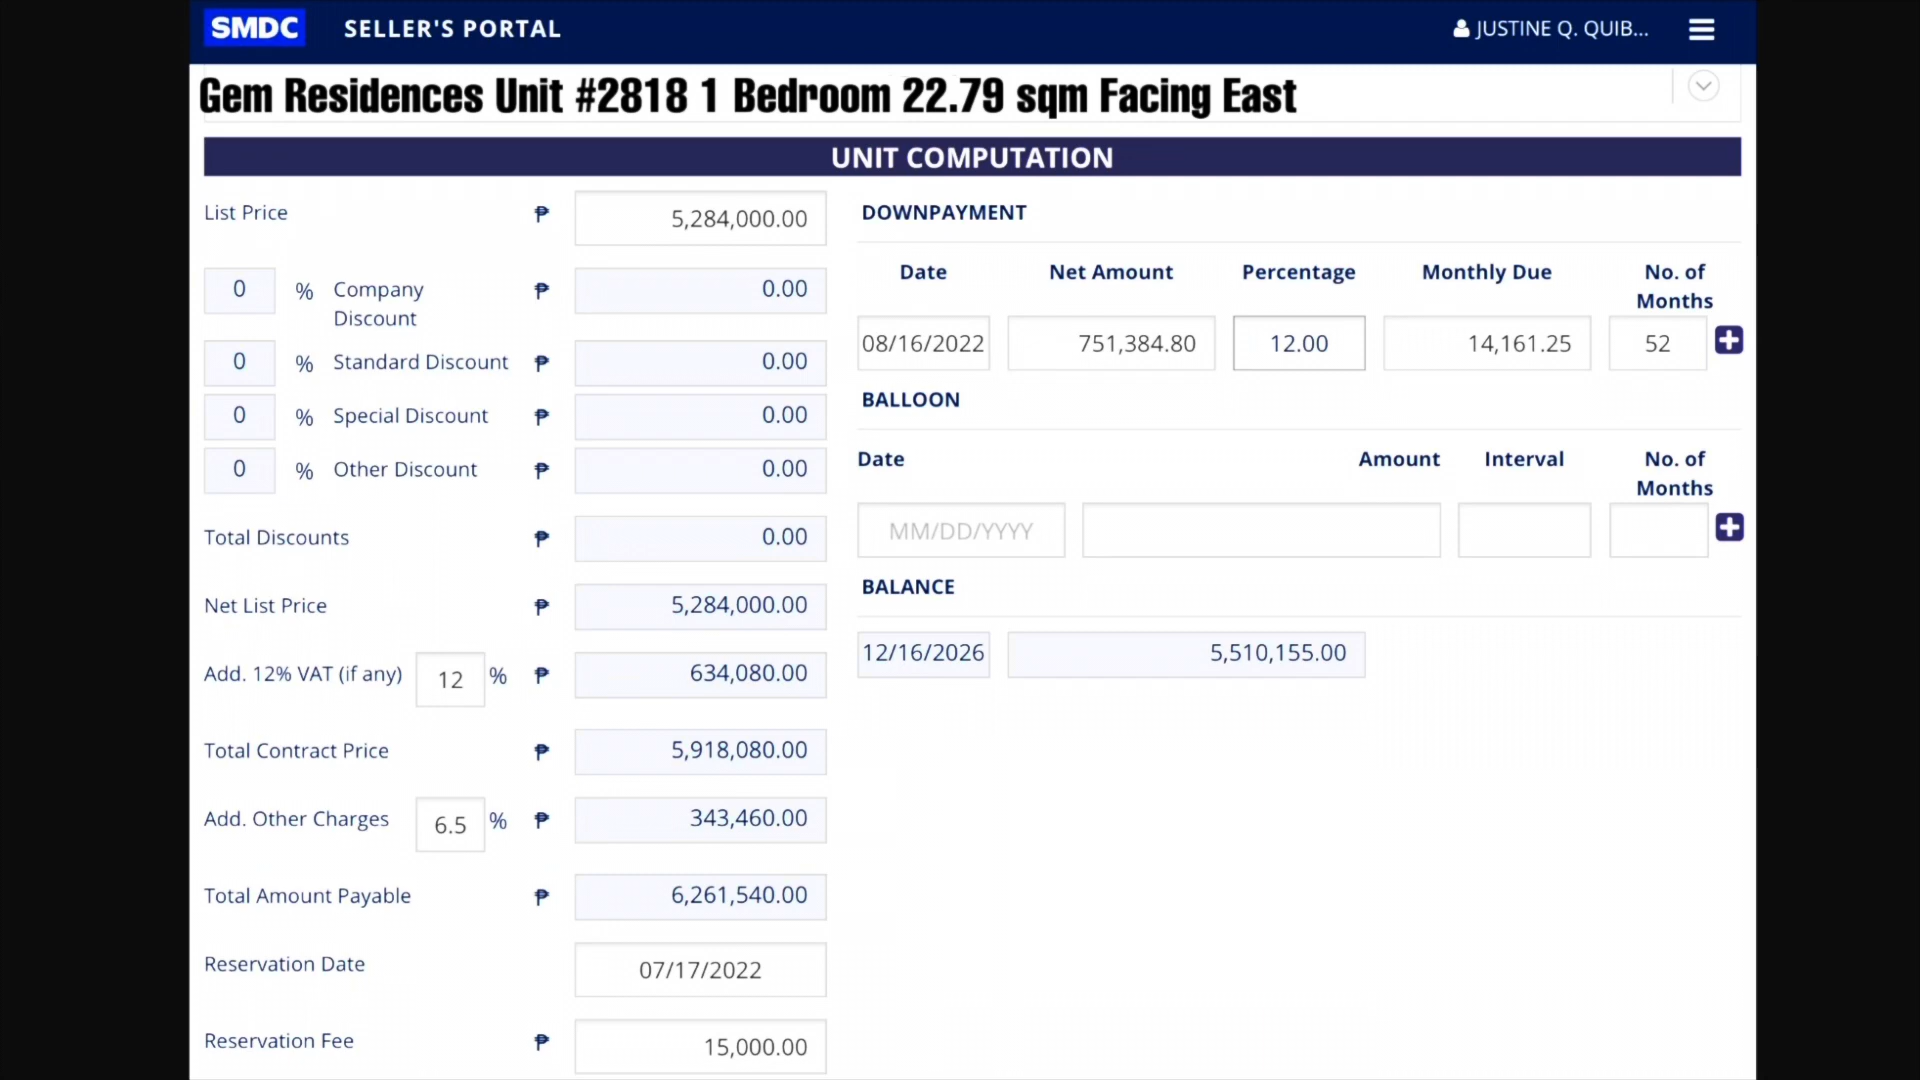 SMDC SELLER'S PORTAL JUSTINE Q. QUIB...
Gem Residences Unit #2818 1 Bedroom 22.79 sqm Facing East
UNIT COMPUTATION
List Price ₱ 5,284,000.00
0 % Company Discount ₱ 0.00
0 % Standard Discount ₱ 0.00
0 % Special Discount ₱ 0.00
0 % Other Discount ₱ 0.00
Total Discounts ₱ 0.00
Net List Price ₱ 5,284,000.00
Add. 12% VAT (if any) 12 % ₱ 634,080.00
Total Contract Price ₱ 5,918,080.00
Add. Other Charges 6.5 % ₱ 343,460.00
Total Amount Payable ₱ 6,261,540.00
Reservation Date 07/17/2022
Reservation Fee ₱ 15,000.00
DOWNPAYMENT
Date Net Amount Percentage Monthly Due No. of Months
08/16/2022 751,384.80 12.00 14,161.25 52
BALLOON
Date Amount Interval No. of Months
MM/DD/YYYY
BALANCE
12/16/2026 5,510,155.00